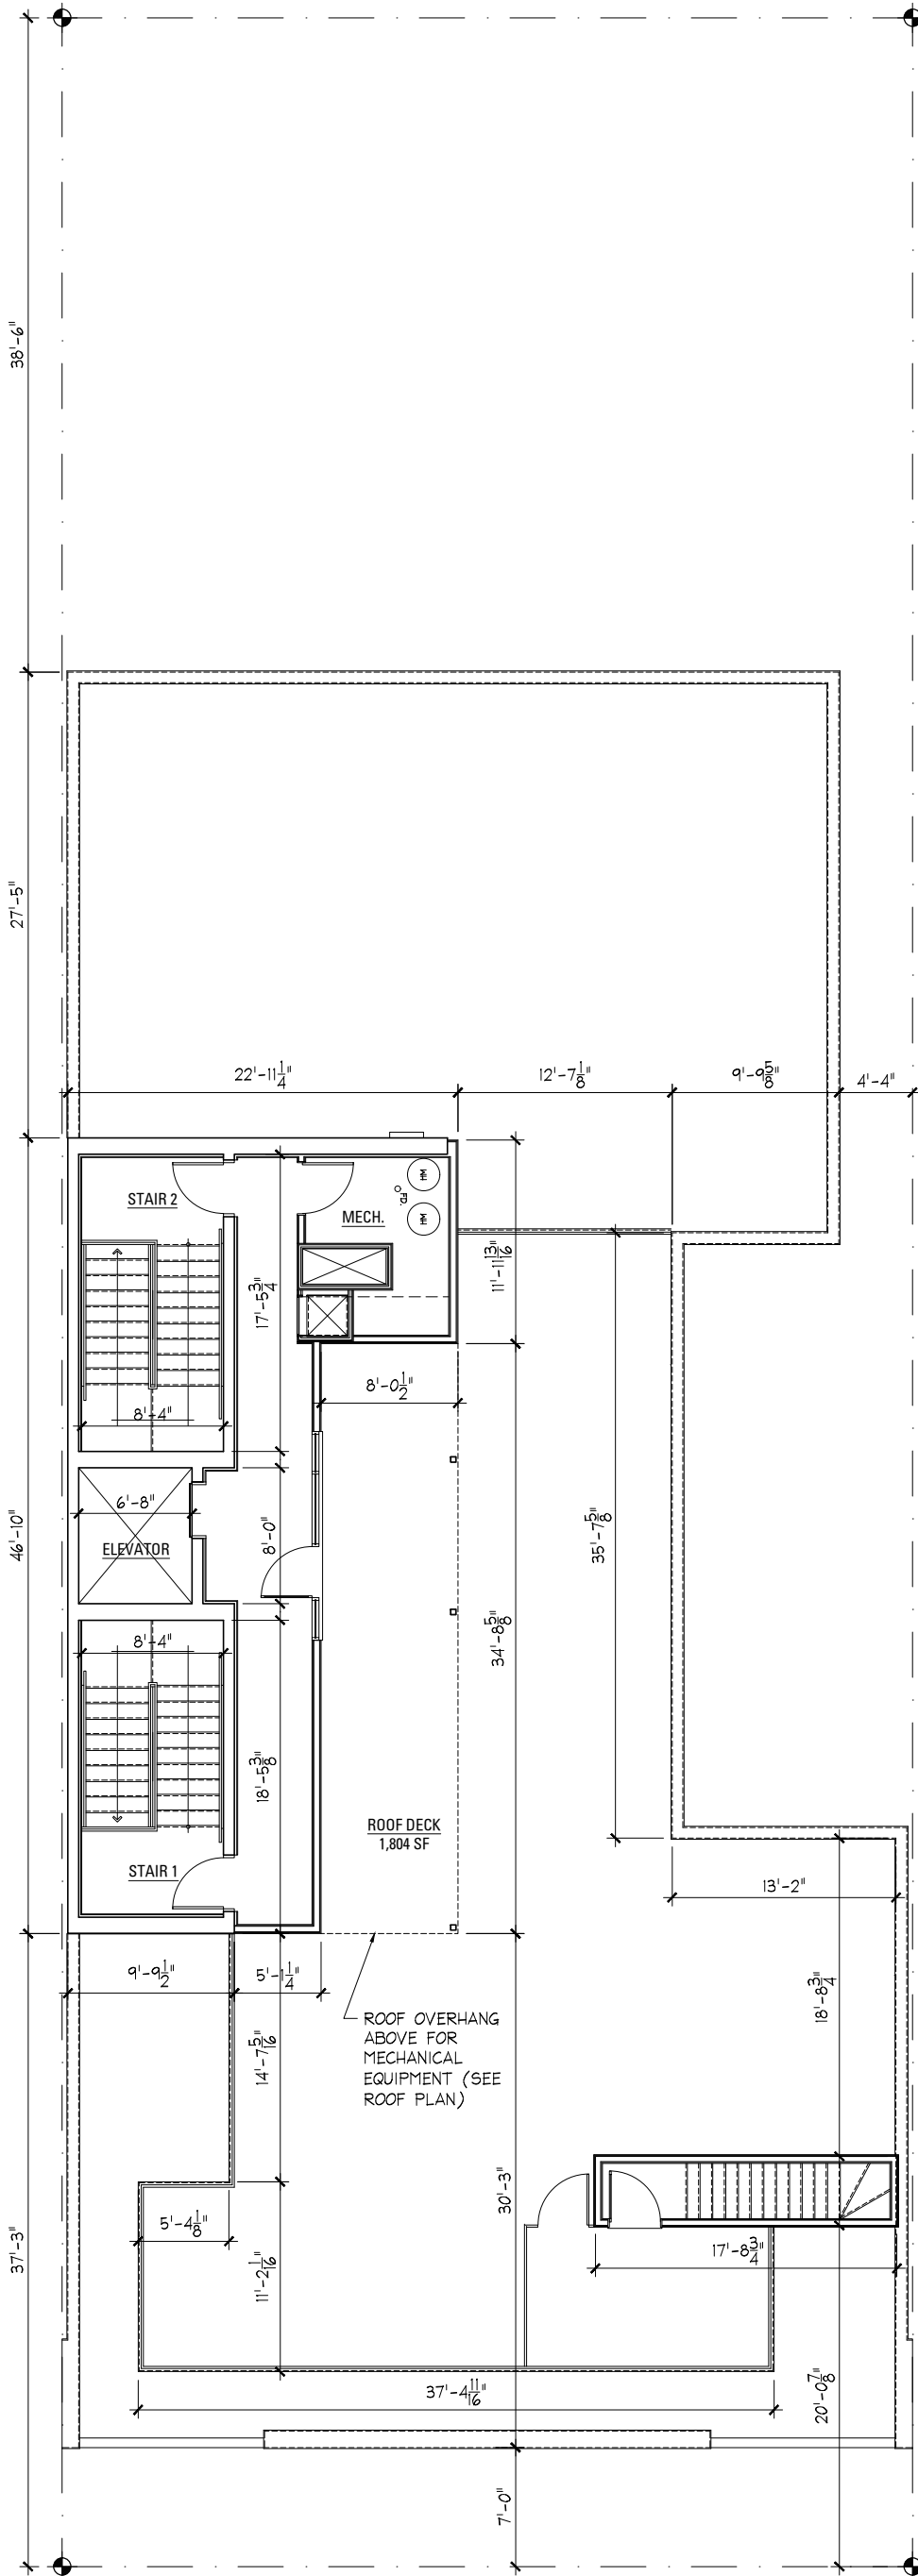 38'-6"
27'-5"
22'-11 1/4"
12'-7 1/8"
9'-9 5/8"
4'-4"
STAIR 2
MECH.
WH
F.D.
WH
17'-5 3/4"
11'-11 13/16"
8'-0 1/2"
8'-4"
6'-8"
ELEVATOR
8'-0"
46'-10"
35'-7 5/8"
34'-8 5/8"
8'-4"
18'-5 3/8"
ROOF DECK
1,804 SF
STAIR 1
13'-2"
9'-9 1/2"
5'-1 1/4"
18'-8 3/4"
ROOF OVERHANG
ABOVE FOR
MECHANICAL
EQUIPMENT (SEE
ROOF PLAN)
14'-7 5/16"
30'-3"
37'-3"
5'-4 1/8"
11'-2 1/16"
17'-8 3/4"
37'-4 11/16"
20'-0 7/8"
7'-0"